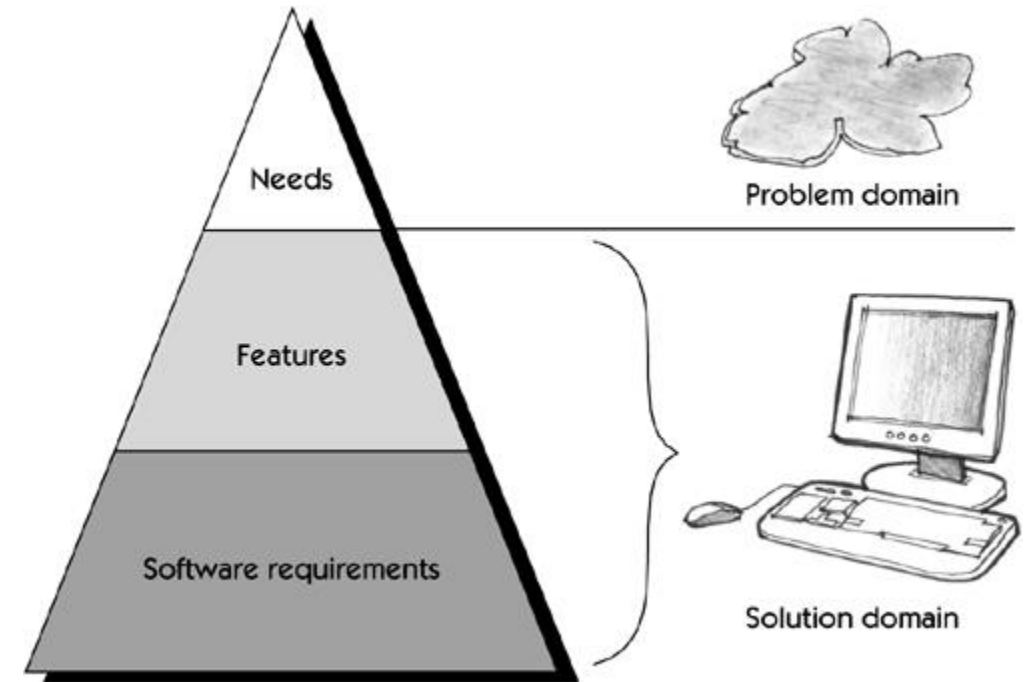 Needs
Problem domain
Features
Software requirements
Solution domain